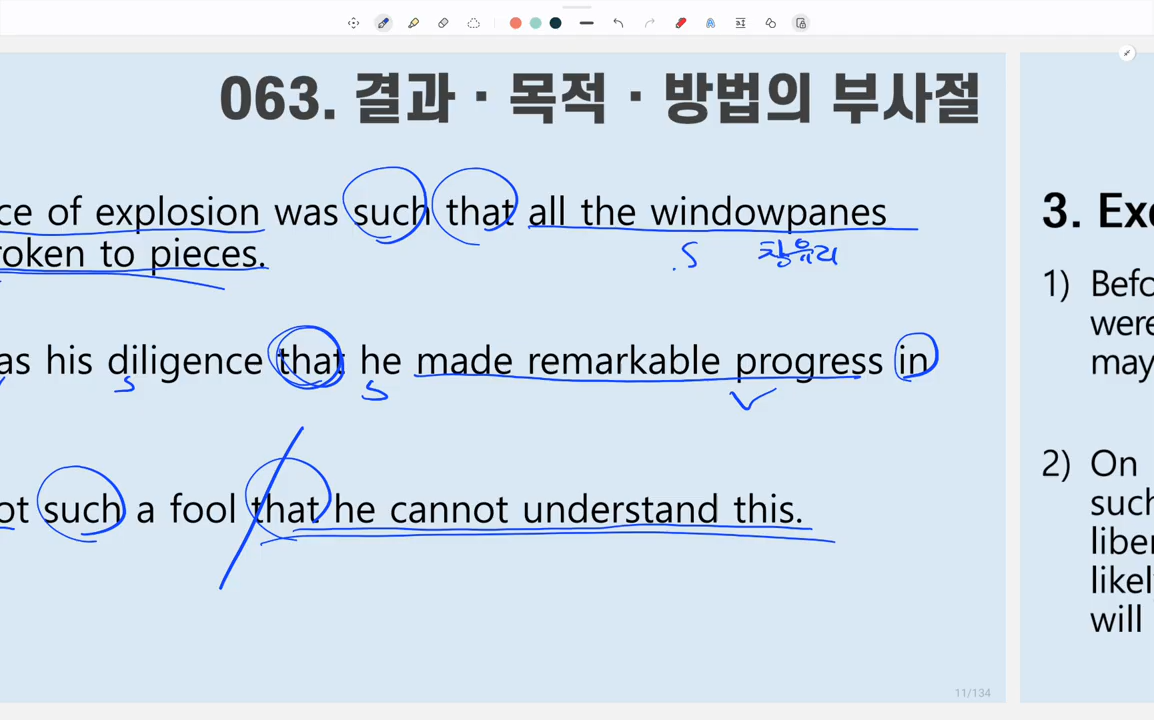 063. 결과 · 목적 · 방법의 부사절
ce of explosion was such that all the windowpanes
S 창유리
roken to pieces.
as his diligence that he made remarkable progress in
S S V
ot such a fool that he cannot understand this.
11/134
3. Exe
1) Befo
were
may
2) On
such
liber
likel
will